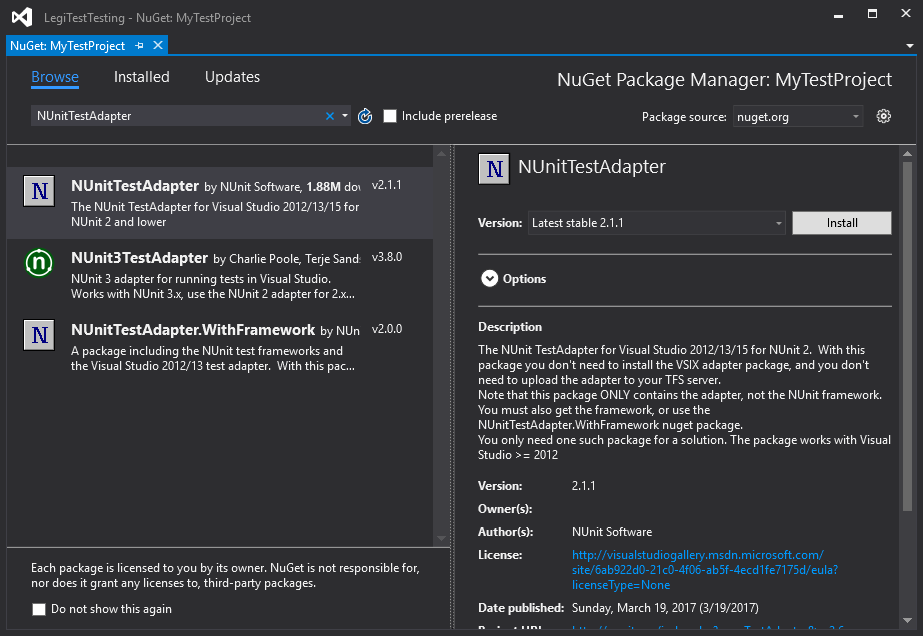 LegiTestTesting - NuGet: MyTestProject
NuGet: MyTestProject
Browse Installed Updates
NuGet Package Manager: MyTestProject
NUnitTestAdapter
Include prerelease
Package source: nuget.org
N NUnitTestAdapter by NUnit Software, 1.88M v2.1.1
The NUnit TestAdapter for Visual Studio 2012/13/15 for
NUnit 2 and lower
n NUnit3TestAdapter by Charlie Poole, Terje v3.8.0
NUnit 3 adapter for running tests in Visual Studio.
Works with NUnit 3.x, use the NUnit 2 adapter for 2.x...
N NUnitTestAdapter.WithFramework by v2.0.0
A package including the NUnit test frameworks and
the Visual Studio 2012/13 test adapter. With this pac...
Each package is licensed to you by its owner. NuGet is not responsible for,
nor does it grant any licenses to, third-party packages.
Do not show this again
N NUnitTestAdapter
Version: Latest stable 2.1.1 Install
Options
Description
The NUnit TestAdapter for Visual Studio 2012/13/15 for NUnit 2. With this
package you don't need to install the VSIX adapter package, and you don't
need to upload the adapter to your TFS server.
Note that this package ONLY contains the adapter, not the NUnit framework.
You must also get the framework, or use the
NUnitTestAdapter.WithFramework nuget package.
You only need one such package for a solution. The package works with Visual
Studio >= 2012
Version: 2.1.1
Owner(s):
Author(s): NUnit Software
License: http://visualstudiogallery.msdn.microsoft.com/
site/6ab922d0-21c0-4f06-ab5f-4ecd1fe7175d/eula?
licenseType=None
Date published: Sunday, March 19, 2017 (3/19/2017)